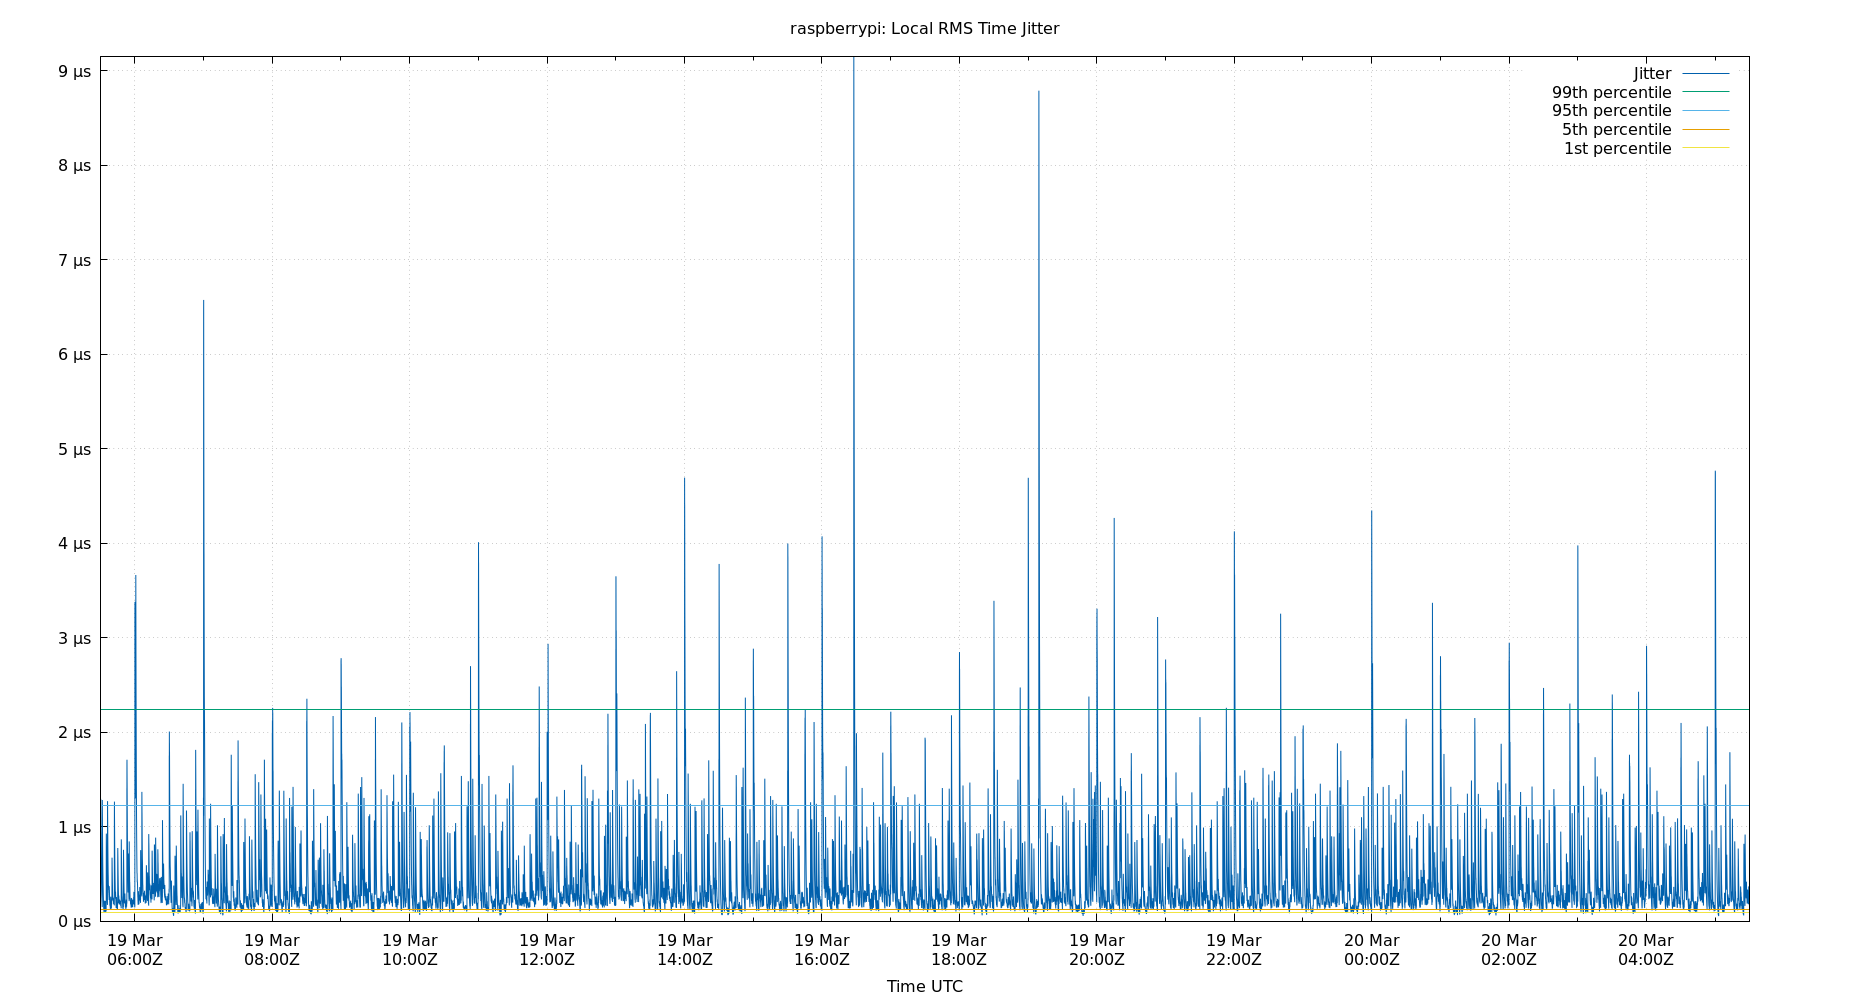 raspberrypi: Local RMS Time Jitter
9 µs
8 µs
7 µs
6 µs
5 µs
4 µs
3 µs
2 µs
1 µs
0 µs
Jitter
99th percentile
95th percentile
5th percentile
1st percentile
19 Mar 19 Mar 19 Mar 19 Mar 19 Mar 19 Mar 19 Mar 19 Mar 19 Mar 20 Mar 20 Mar 20 Mar
06:00Z 08:00Z 10:00Z 12:00Z 14:00Z 16:00Z 18:00Z 20:00Z 22:00Z 00:00Z 02:00Z 04:00Z
Time UTC